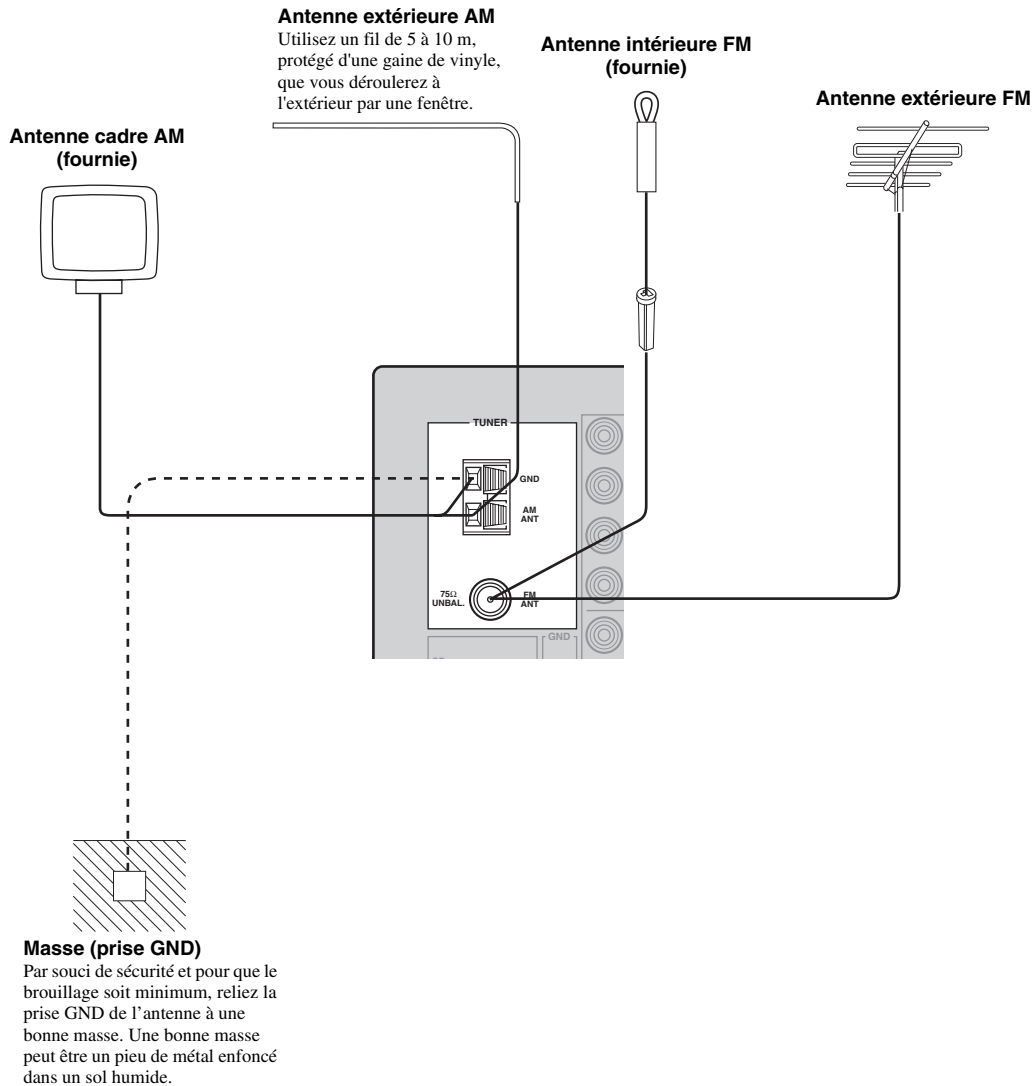 Antenne extérieure AM
Utilisez un fil de 5 à 10 m,
protégé d'une gaine de vinyle,
que vous déroulerez à
l'extérieur par une fenêtre.
Antenne intérieure FM
(fournie)
Antenne extérieure FM
Antenne cadre AM
(fournie)
TUNER
GND
AM
ANT
75Ω
UNBAL.
FM
ANT
GND
Masse (prise GND)
Par souci de sécurité et pour que le
brouillage soit minimum, reliez la
prise GND de l’antenne à une
bonne masse. Une bonne masse
peut être un pieu de métal enfoncé
dans un sol humide.